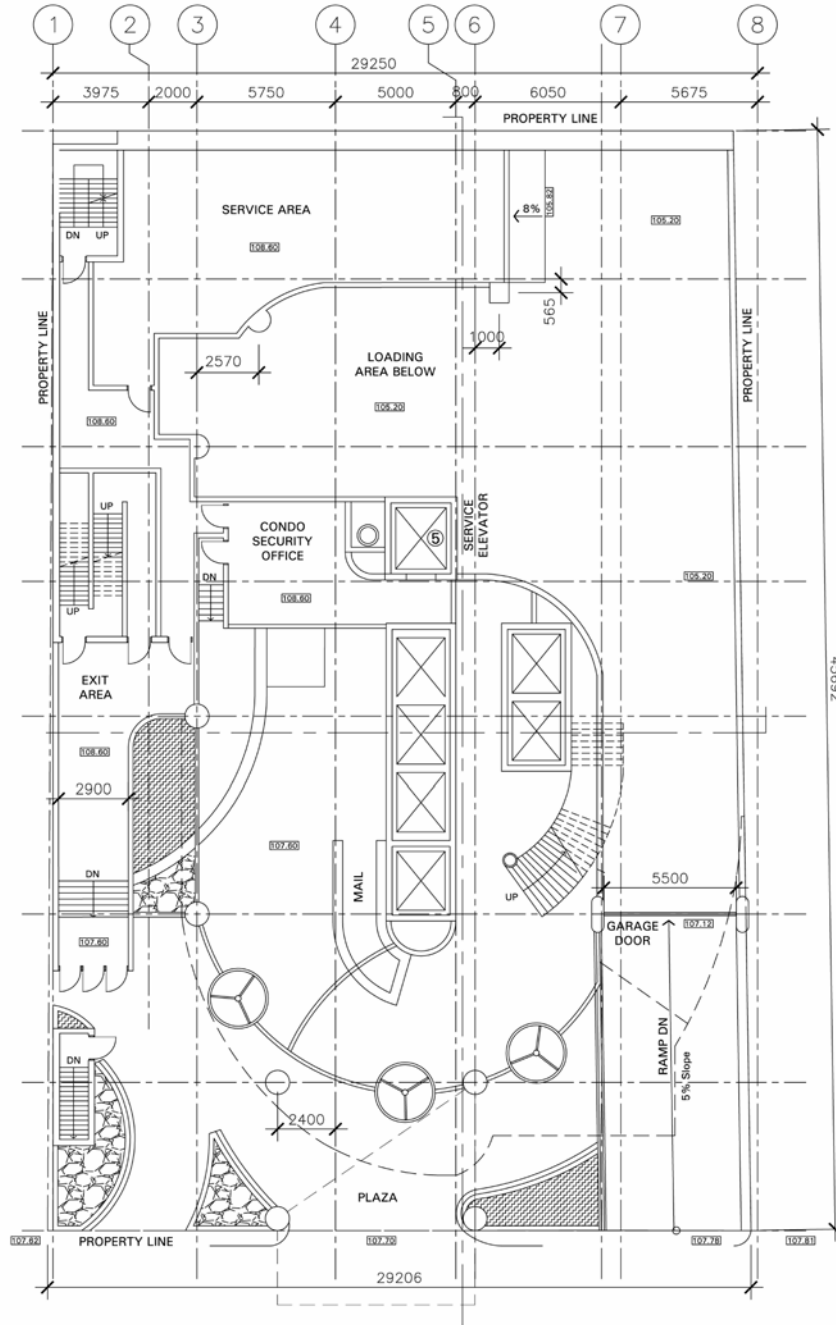 1 2 3 4 5 6 7 8
29250
3975 2000 5750 5000 800 6050 5675
PROPERTY LINE
SERVICE AREA
8%
105.82
105.20
DN UP
108.60
565
PROPERTY LINE
PROPERTY LINE
1000
2570
LOADING
AREA BELOW
105.20
108.60
UP
CONDO
SECURITY
OFFICE
5
SERVICE
ELEVATOR
DN
108.60
105.20
UP
EXIT
AREA
45692
108.60
2900
107.60
MAIL
DN
UP
5500
GARAGE
DOOR
107.12
107.60
RAMP DN
5% Slope
DN
2400
PLAZA
107.82
PROPERTY LINE
107.70
107.78
107.81
29206